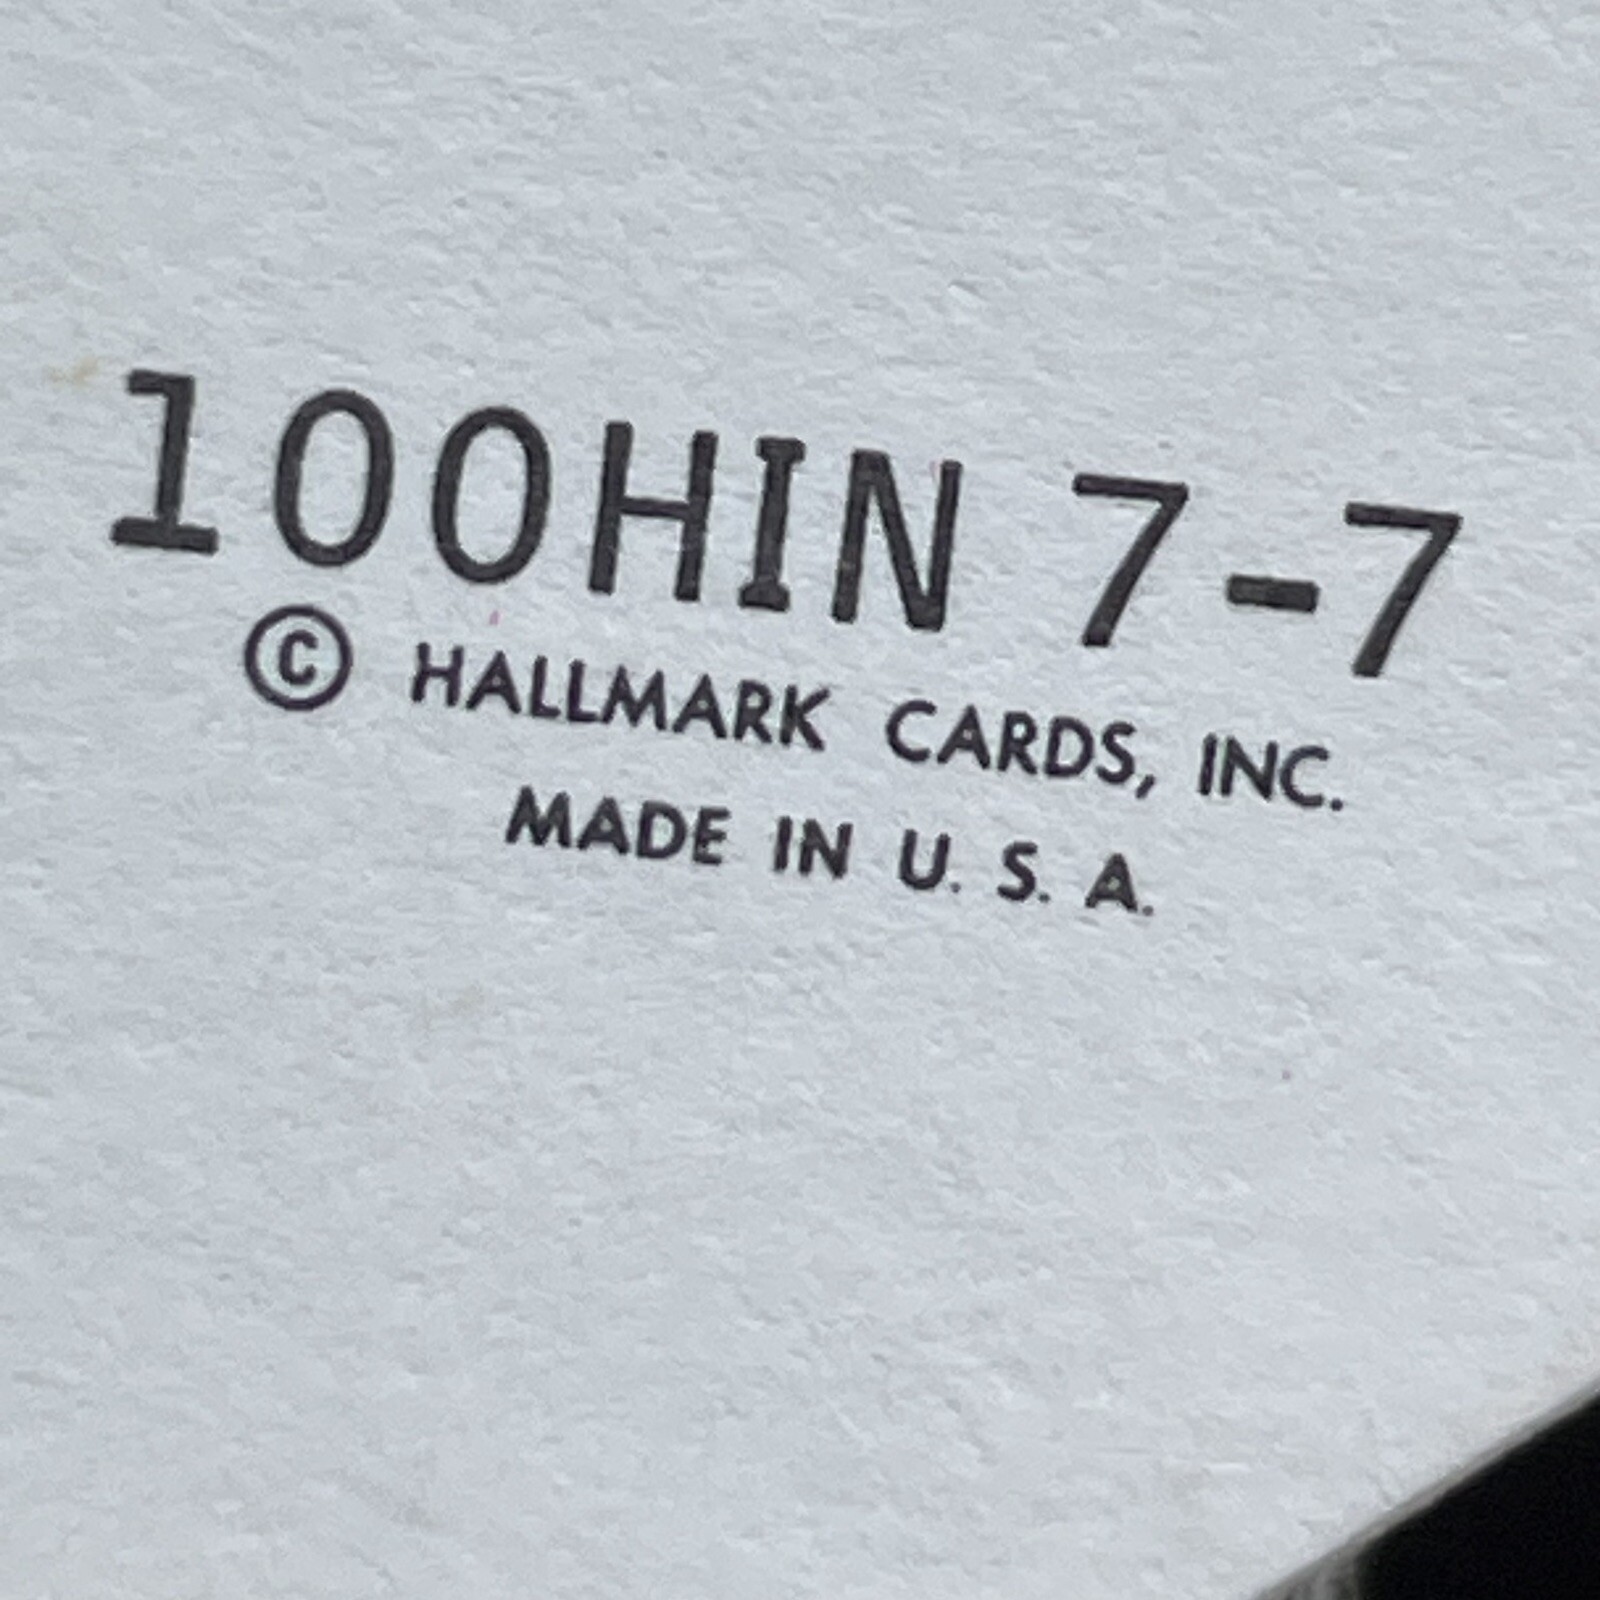 100HIN 7-7
© HALLMARK CARDS, INC.
MADE IN U. S. A.